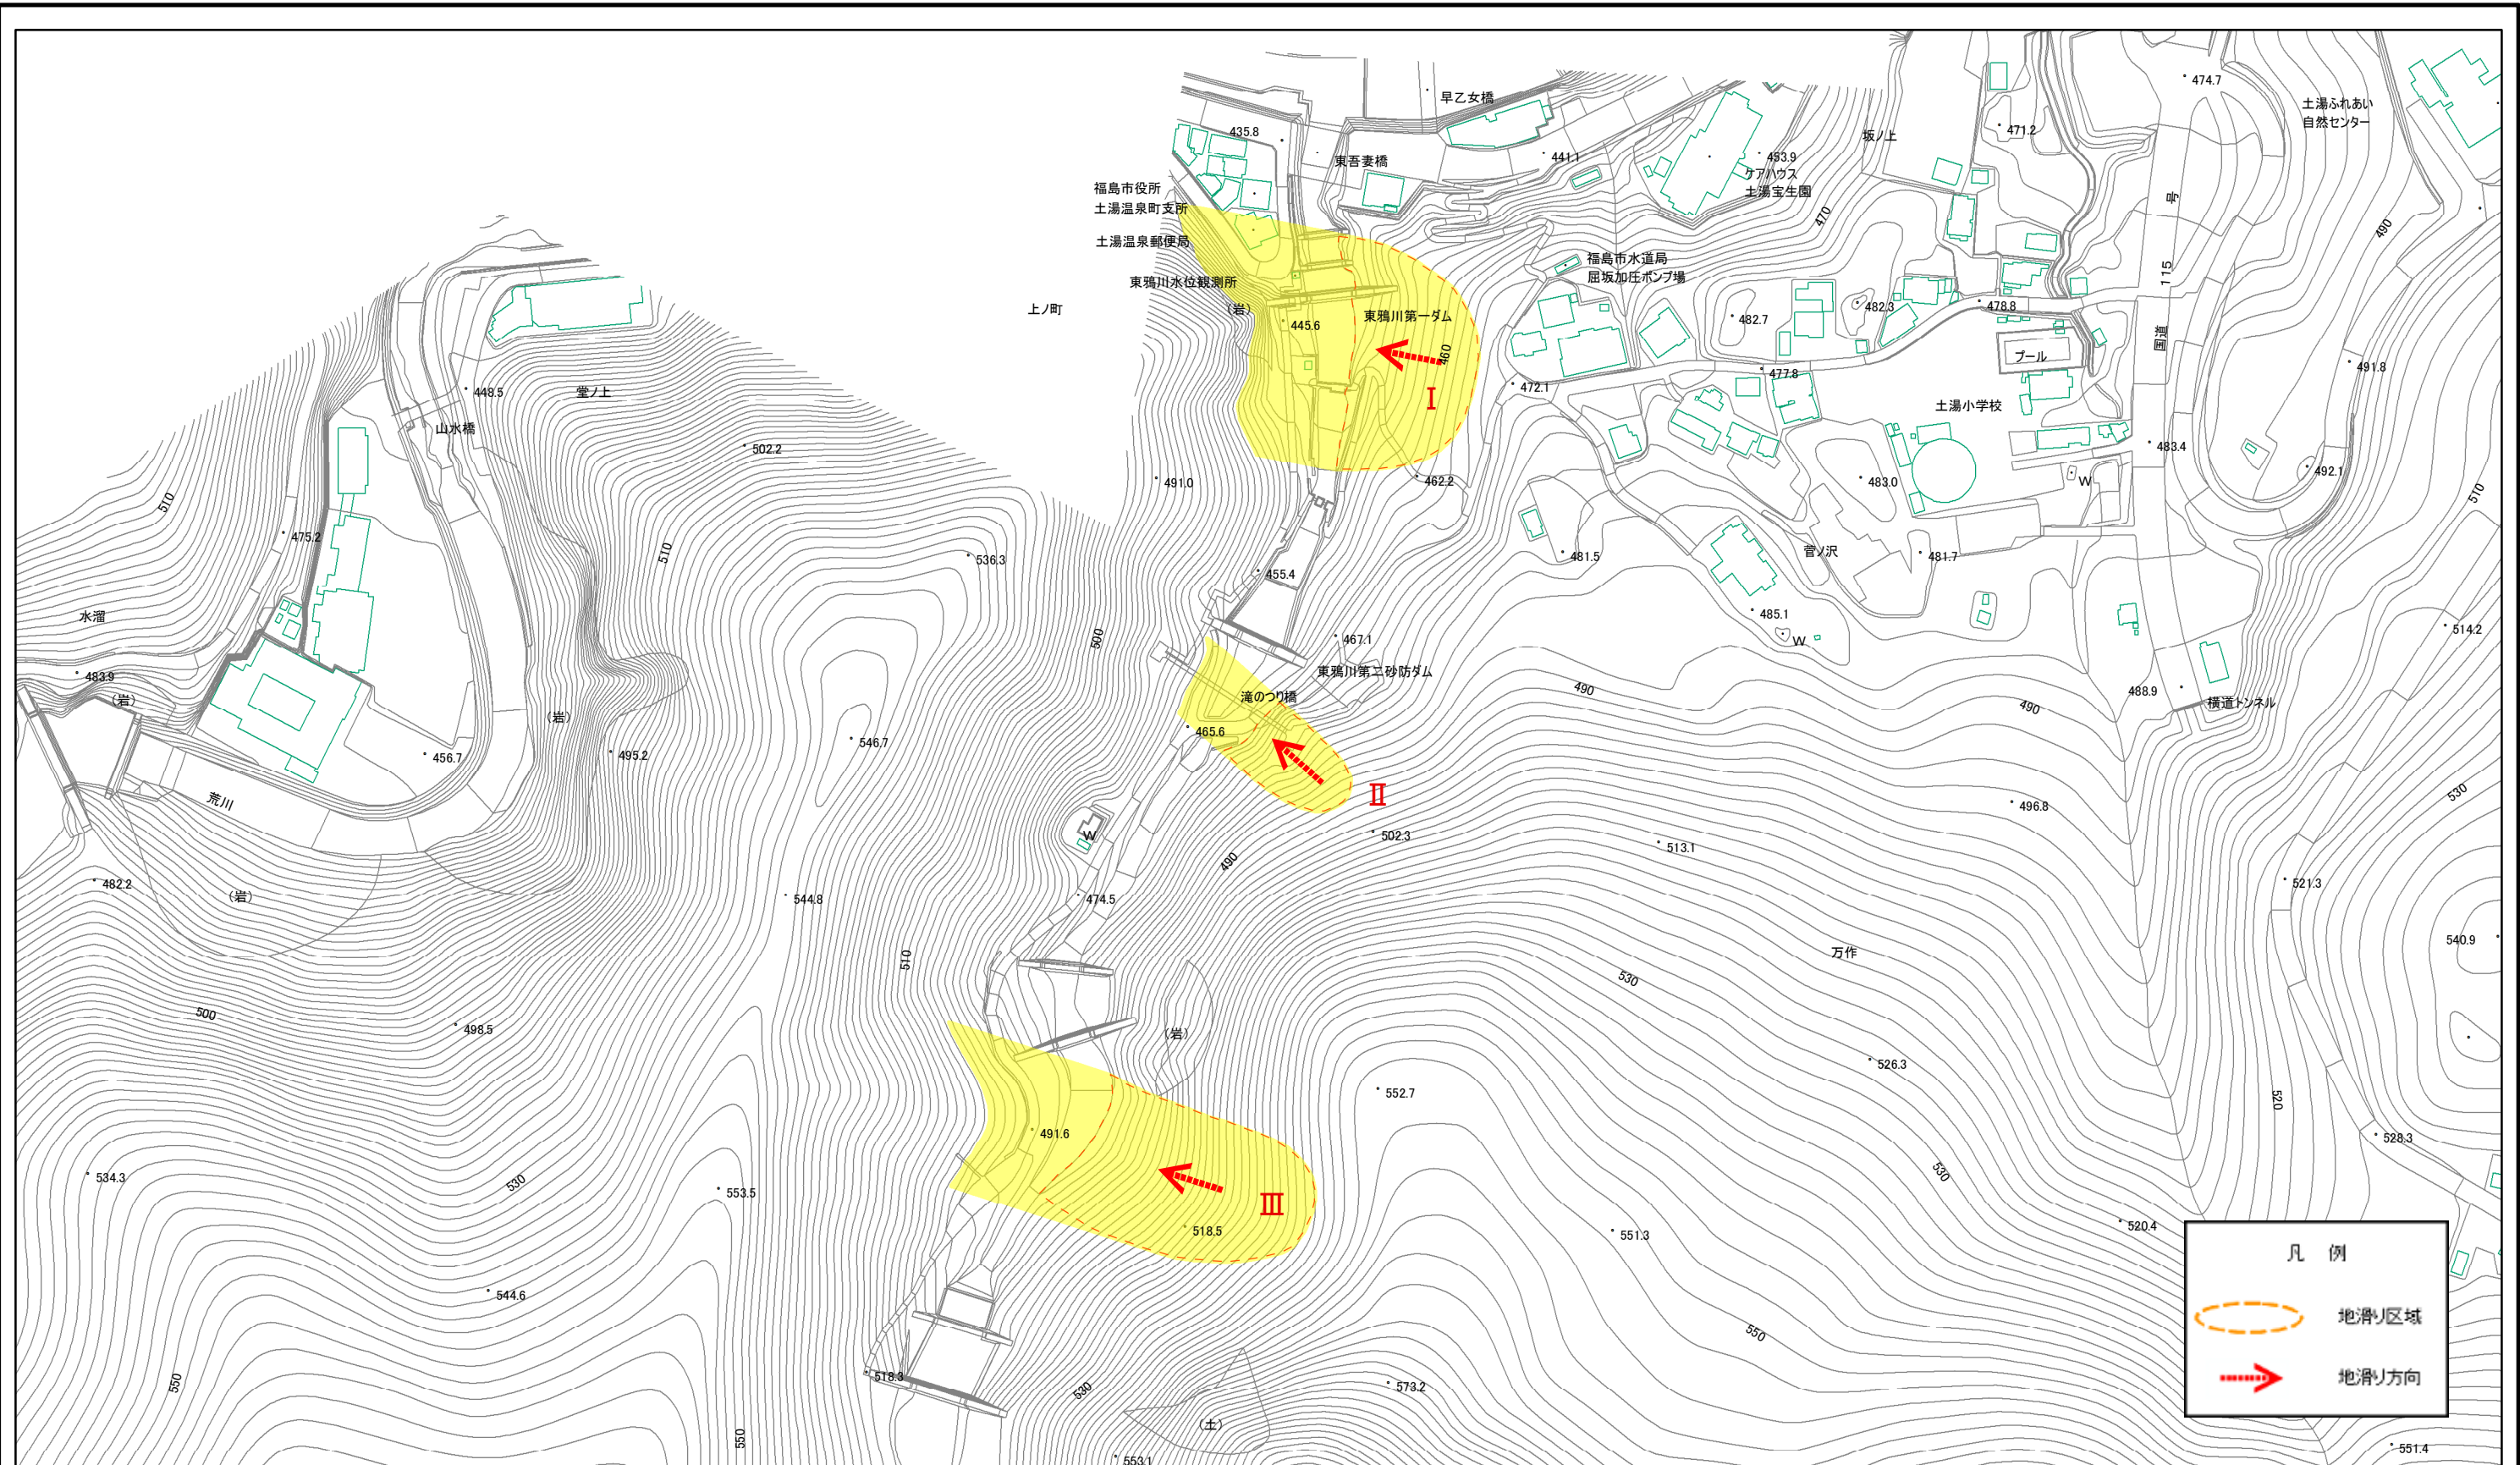 474.7
土湯ふれあい
自然センター
早乙女橋
435.8
471.2
坂ノ上
東吾妻橋
441.1
453.9
ケアハウス
土湯宝生園
福島市役所
土湯温泉町支所
470
号
490
土湯温泉郵便局
福島市水道局
屈坂加圧ポンプ場
東鴉川水位観測所
115
上ノ町
(岩)
445.6
東鴉川第一ダム
482.7
482.3
478.8
国道
プール
460
491.8
477.8
472.1
448.5
堂ノ上
I
土湯小学校
山水橋
502.2
483.4
492.1
491.0
462.2
483.0
W
510
510
475.2
510
536.3
481.5
菅ノ沢
481.7
455.4
水溜
485.1
514.2
500
467.1
W
483.9
東鴉川第二砂防ダム
(岩)
滝のつり橋
490
488.9
横道トンネル
490
(岩)
465.6
546.7
495.2
456.7
荒川
II
530
496.8
W
502.3
513.1
490
482.2
(岩)
544.8
474.5
521.3
540.9
510
万作
530
500
498.5
(岩)
526.3
552.7
520
491.6
528.3
534.3
530
553.5
530
III
518.5
551.3
520.4
凡 例
544.6
地滑り区域
550
518.3
550
530
573.2
地滑り方向
(土)
550
551.4
553.1